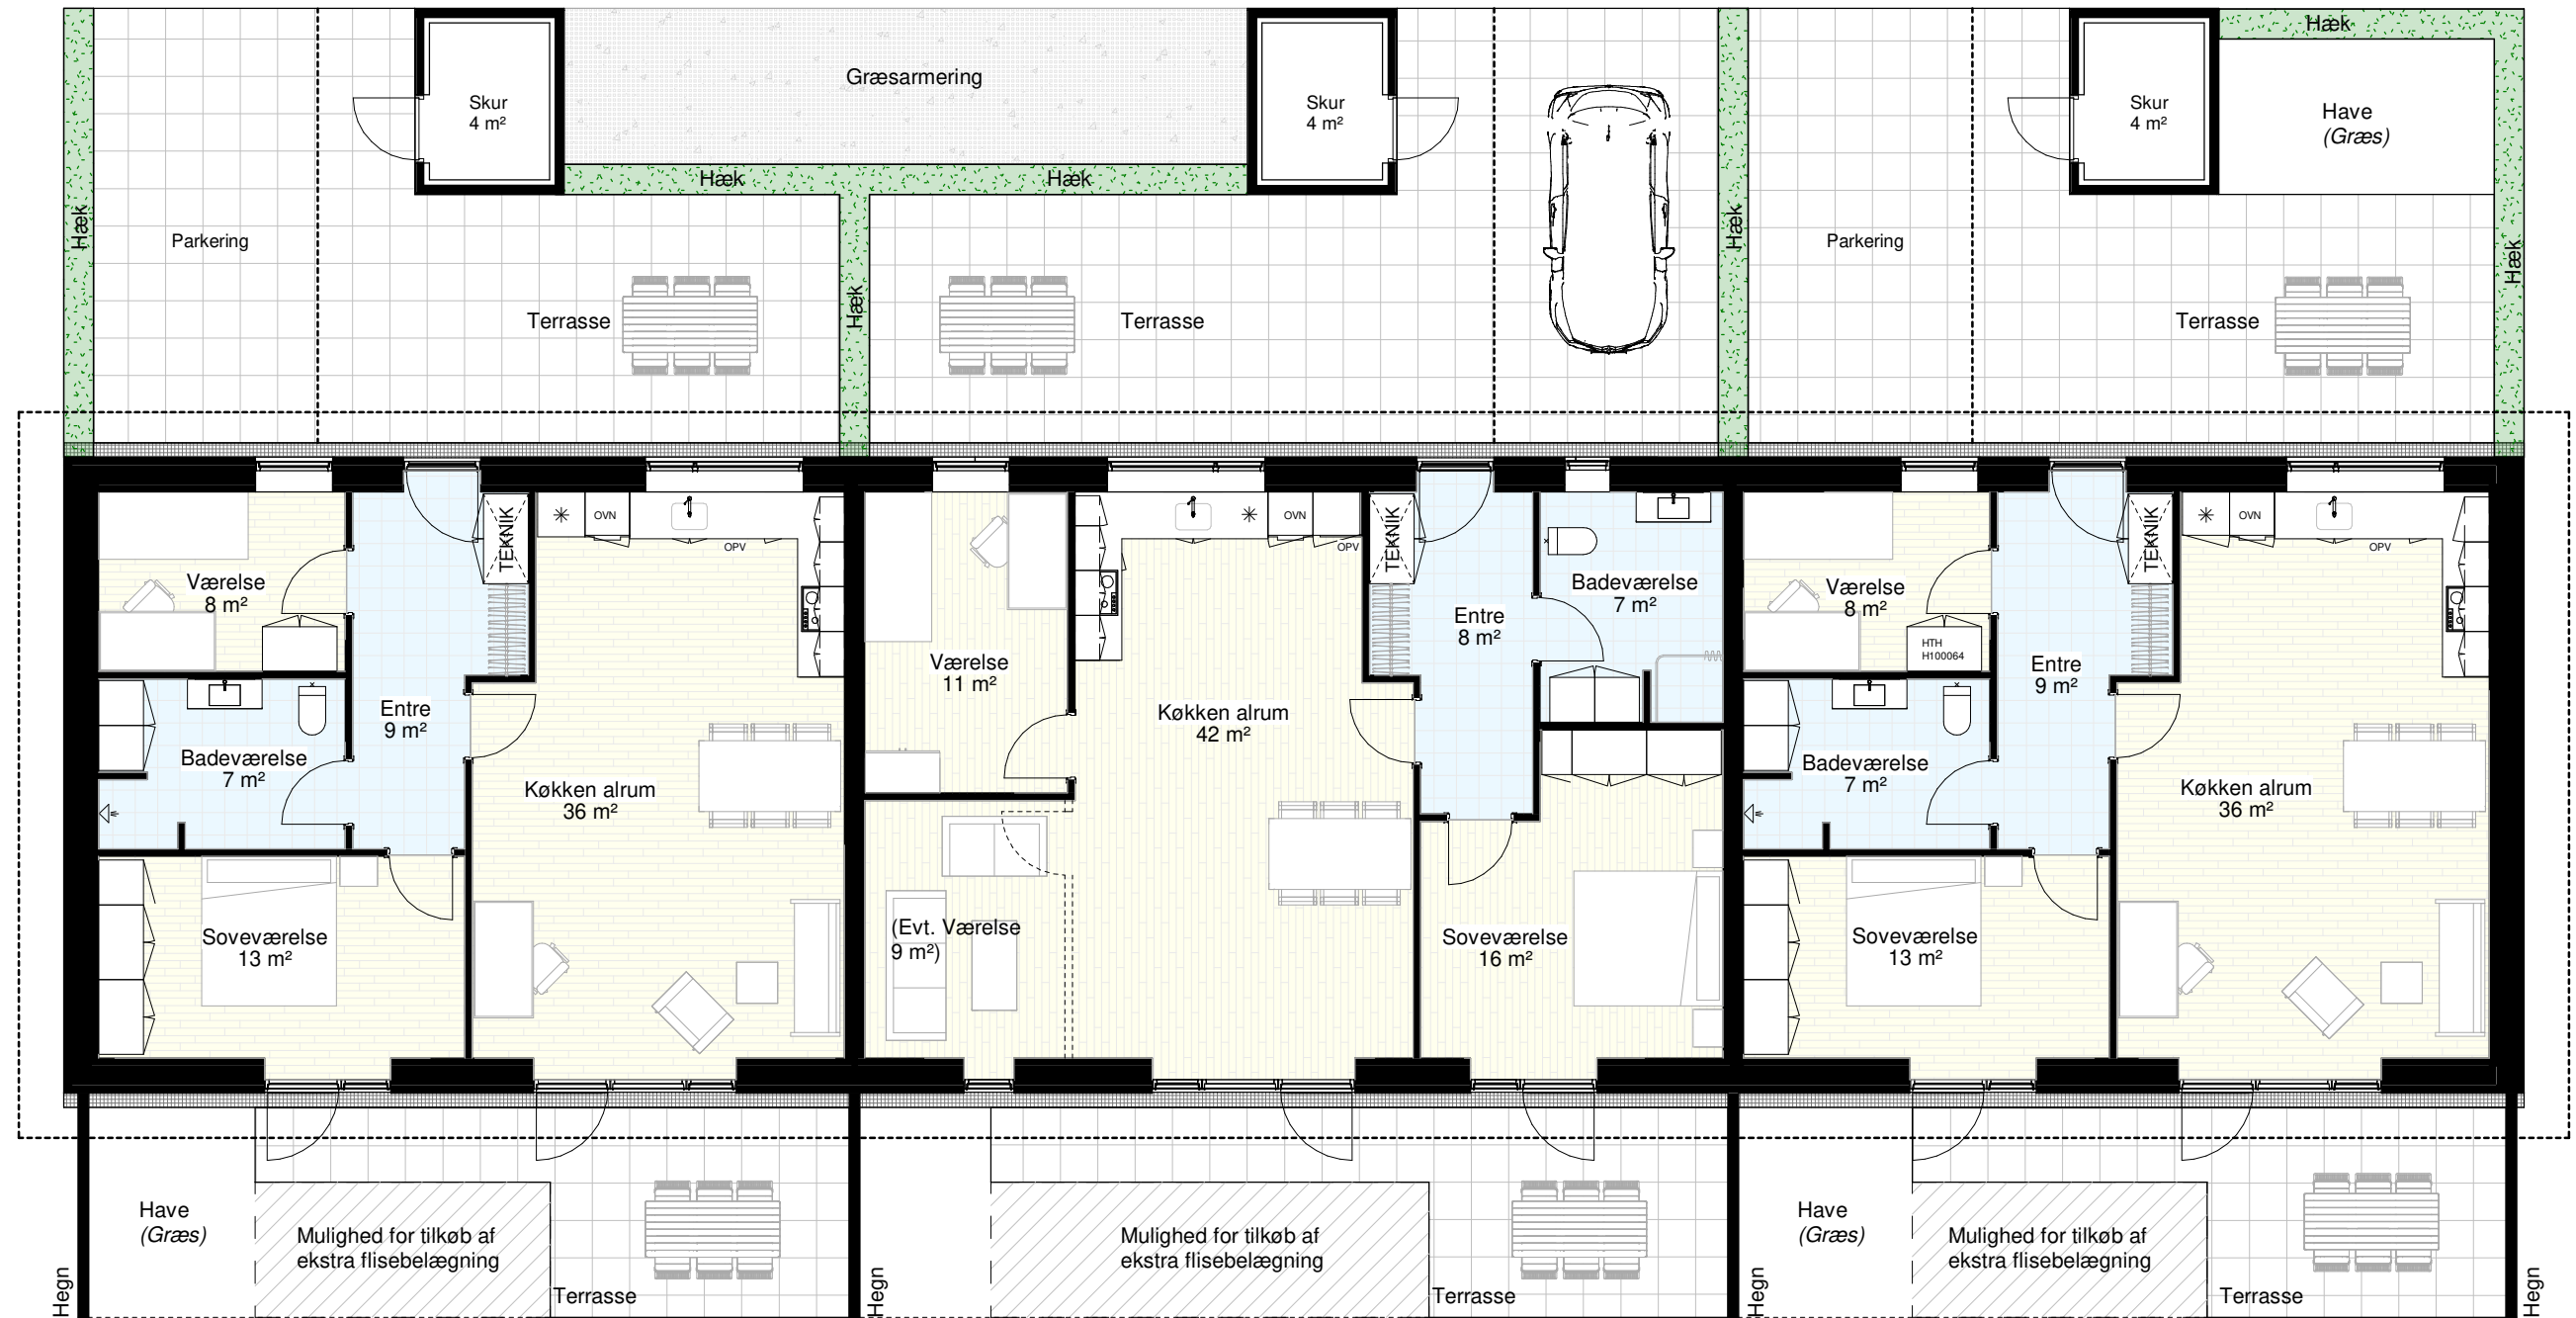 Hæk
Græsarmering
Skur
4 m²
Skur
4 m²
Skur
4 m²
Have
(Græs)
Hæk
Hæk
Hæk
Hæk
Hæk
Hæk
Parkering
Parkering
Hæk
Terrasse
Terrasse
Terrasse
TEKNIK
OVN
OPV
Værelse
8 m²
Entre
9 m²
Badeværelse
7 m²
Køkken alrum
36 m²
Soveværelse
13 m²
Værelse
11 m²
OVN
OPV
TEKNIK
Køkken alrum
42 m²
Entre
8 m²
Badeværelse
7 m²
(Evt. Værelse
9 m²)
Soveværelse
16 m²
Værelse
8 m²
HTH
H100064
TEKNIK
OVN
OPV
Entre
9 m²
Badeværelse
7 m²
Køkken alrum
36 m²
Soveværelse
13 m²
Have
(Græs)
Mulighed for tilkøb af
ekstra flisebelægning
Terrasse
Hegn
Hegn
Mulighed for tilkøb af
ekstra flisebelægning
Terrasse
Hegn
Have
(Græs)
Mulighed for tilkøb af
ekstra flisebelægning
Terrasse
Hegn